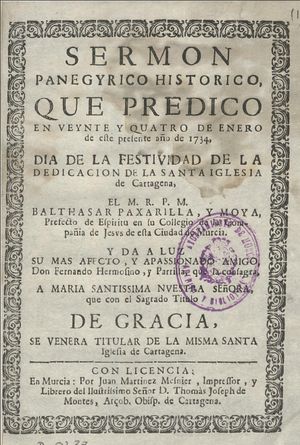 SERMON
PANEGYRICO HISTORICO,
QUE PREDICO
EN VEYNTE Y QUATRO DE ENERO
de este presente año de 1734,
DIA DE LA FESTIVIDAD DE LA
DEDICACION DE LA SANTA IGLESIA
de Cartagena,
EL M. R. P. M.
BALTHASAR PAXARILLA, Y MOYA,
Prefecto de Espiritu en su Collegio de la Compa-
ñia de Jesvs de esta Ciudad de Murcia.
Y DA A LUZ
SU MAS AFECTO, Y APASSIONADO AMIGO,
Don Fernando Hermosino, y Parrilla, que la consagra
A MARIA SANTISSIMA NVESTRA SEÑORA,
que con el Sagrado Titulo
DE GRACIA,
SE VENERA TITULAR DE LA MISMA SANTA
Iglesia de Cartagena.
CON LICENCIA:
En Murcia: Por Juan Martinez Mesnier, Impressor, y
Librero del Ilustrissimo Señor D. Thomàs Joseph de
Montes, Arçob. Obisp. de Cartagena.